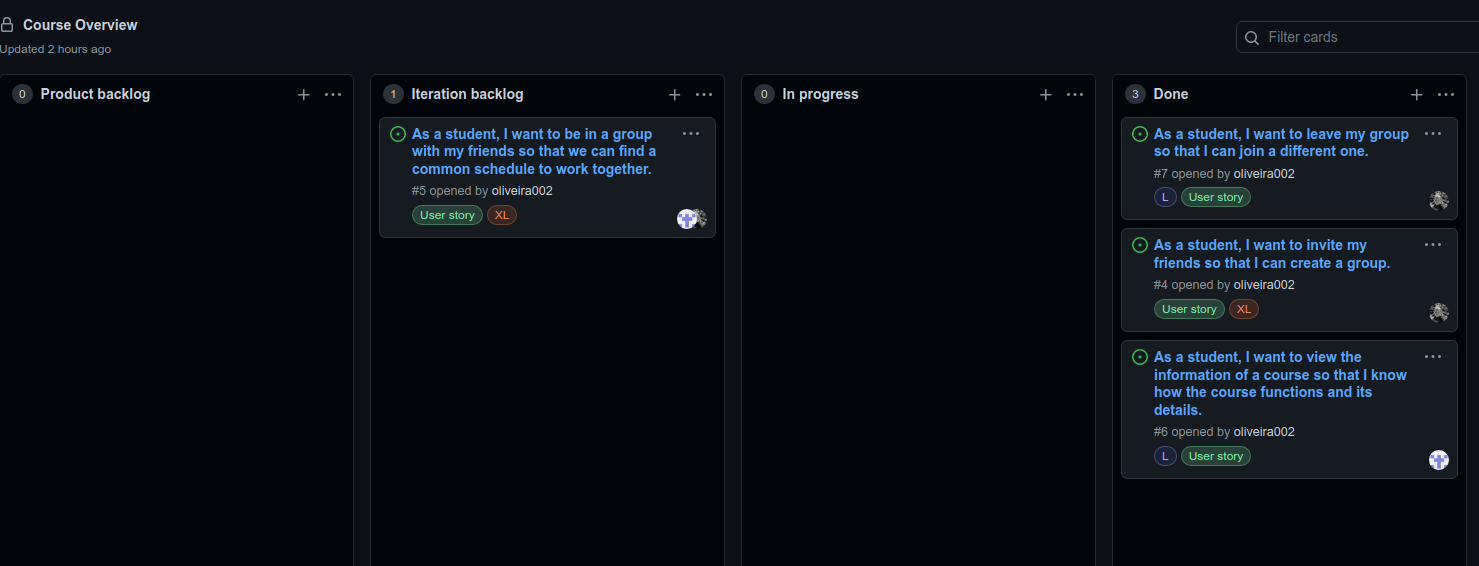 Course Overview
Updated 2 hours ago
Filter cards
0 Product backlog
1 Iteration backlog
As a student, I want to be in a group
with my friends so that we can find a
common schedule to work together.
#5 opened by oliveira002
User story XL
0 In progress
3 Done
As a student, I want to leave my group
so that I can join a different one.
#7 opened by oliveira002
L User story
As a student, I want to invite my
friends so that I can create a group.
#4 opened by oliveira002
User story XL
As a student, I want to view the
information of a course so that I know
how the course functions and its
details.
#6 opened by oliveira002
L User story